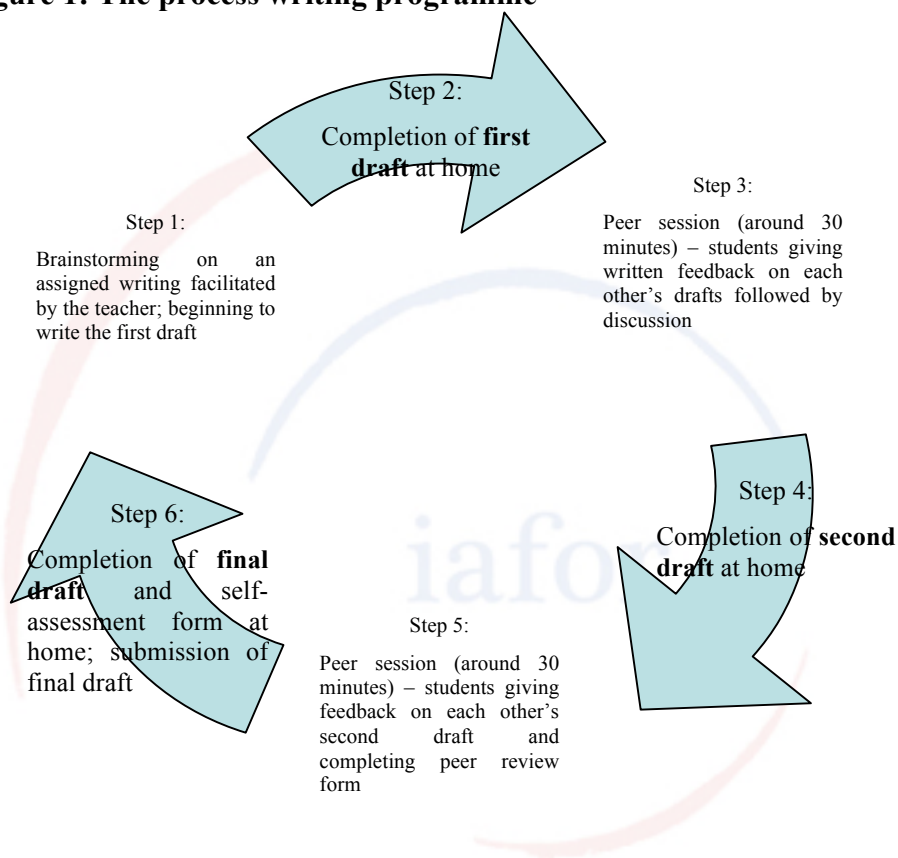 gure 1: The process writing programme
Step 1:
Brainstorming on an
assigned writing facilitated
by the teacher; beginning to
write the first draft
Step 2:
Completion of first
draft at home
Step 3:
Peer session (around 30
minutes) – students giving
written feedback on each
other's drafts followed by
discussion
Step 4:
Completion of second
draft at home
Step 5:
Peer session (around 30
minutes) – students giving
feedback on each other's
second draft and
completing peer review
form
Step 6:
Completion of final
draft and self-
assessment form at
home; submission of
final draft
iafor